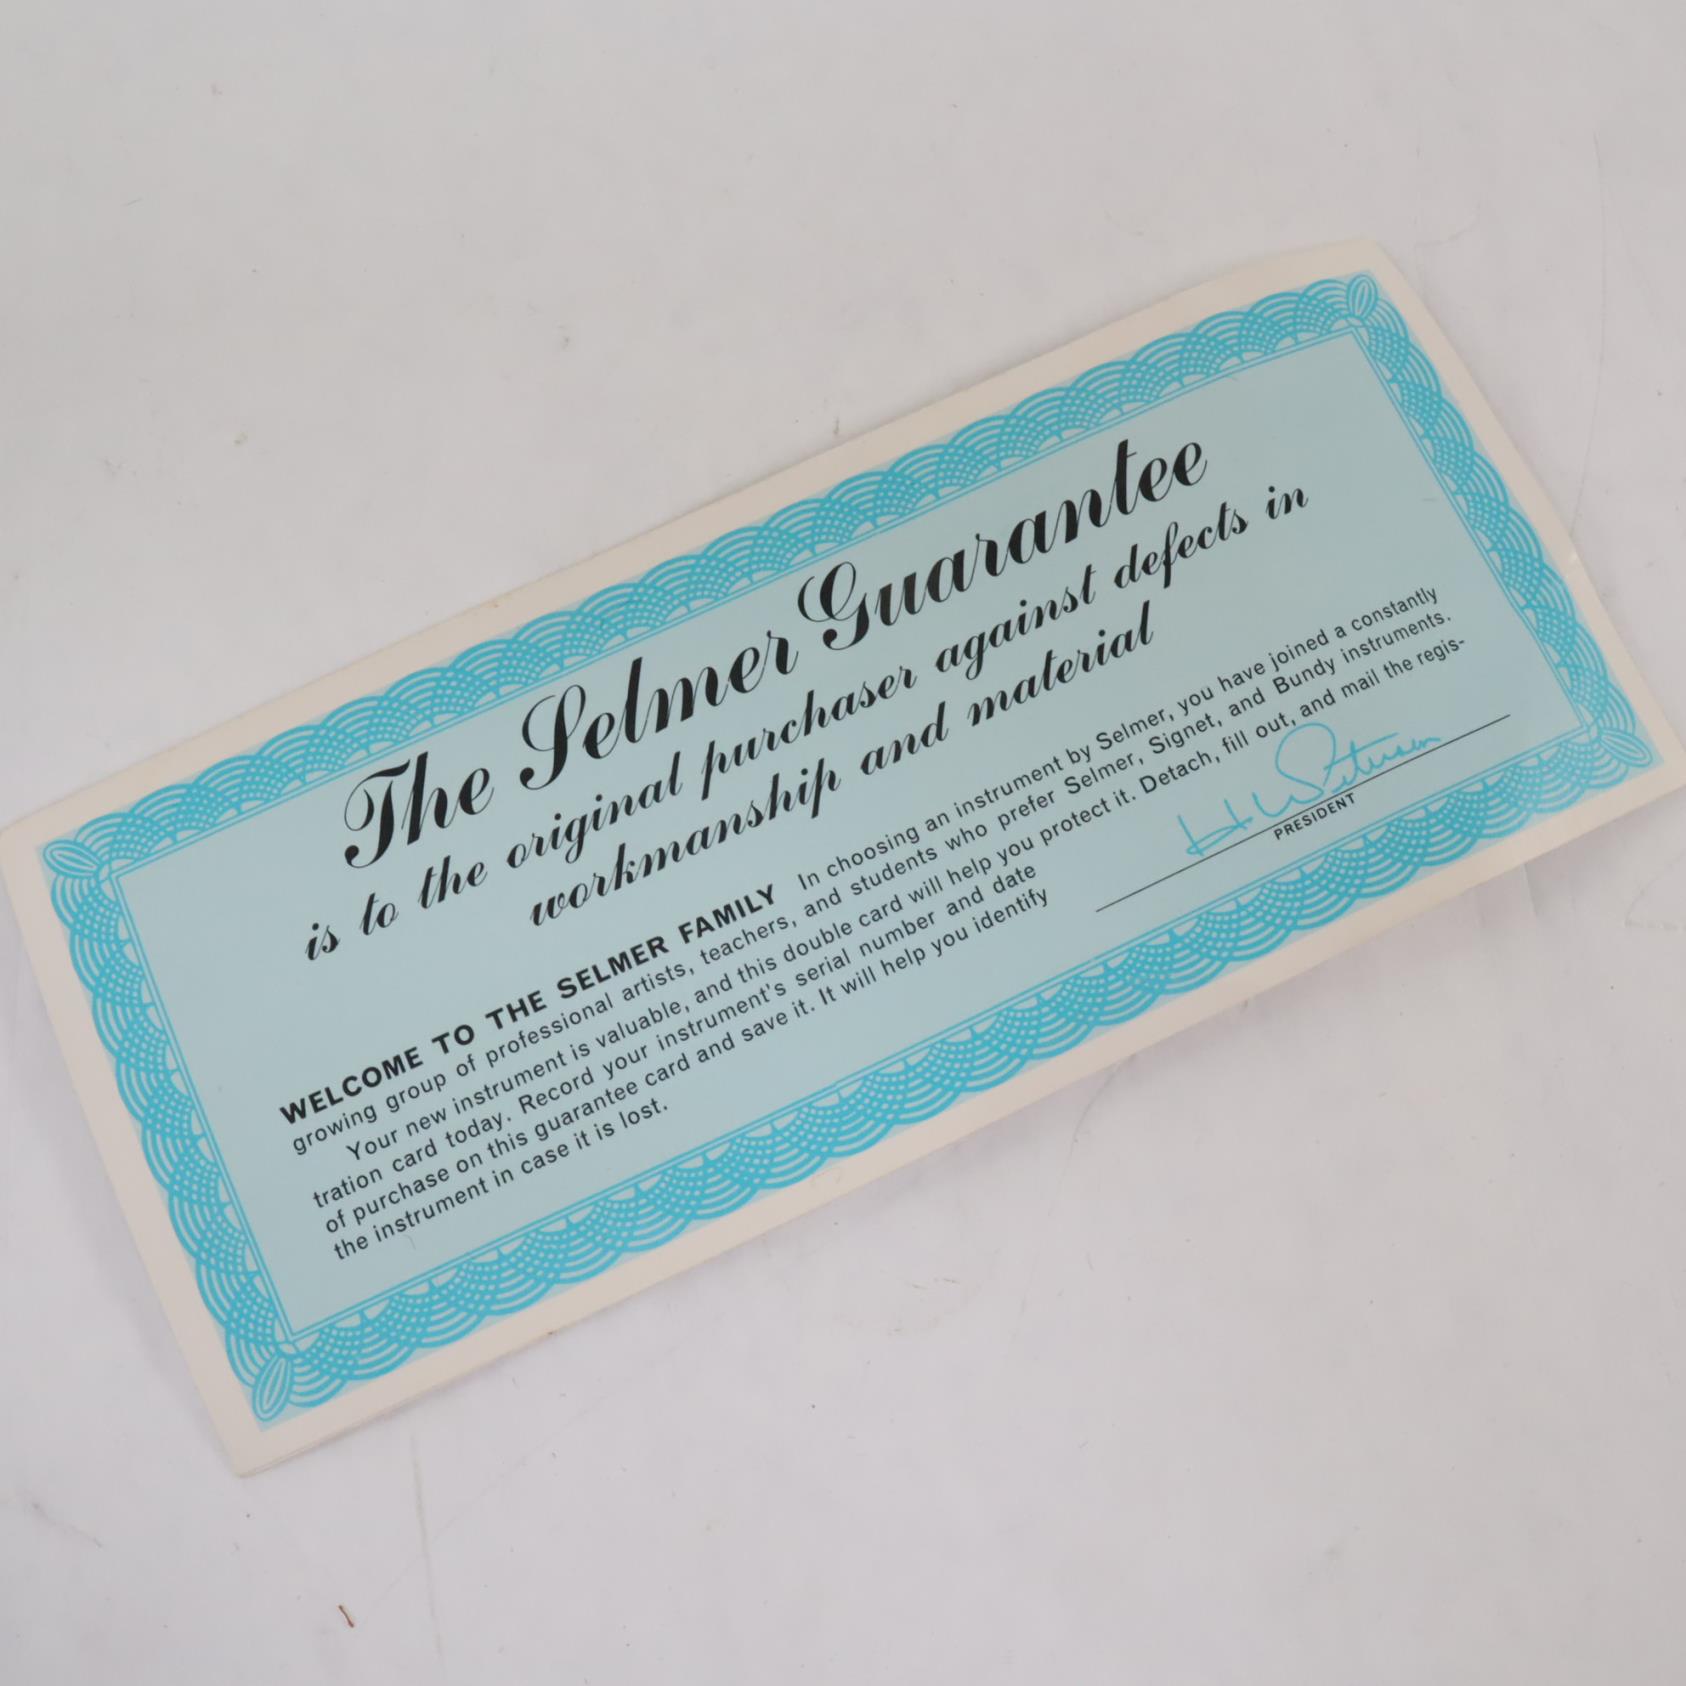 The Selmer Guarantee
is to the original purchaser against defects in
workmanship and material
WELCOME TO THE SELMER FAMILY In choosing an instrument by Selmer, you have joined a constantly
growing group of professional artists, teachers, and students who prefer Selmer, Signet, and Bundy instruments.
Your new instrument is valuable, and this double card will help you protect it. Detach, fill out, and mail the regis-
tration card today. Record your instrument's serial number and date
of purchase on this guarantee card and save it. It will help you identify
the instrument in case it is lost.
H W Petersen
PRESIDENT